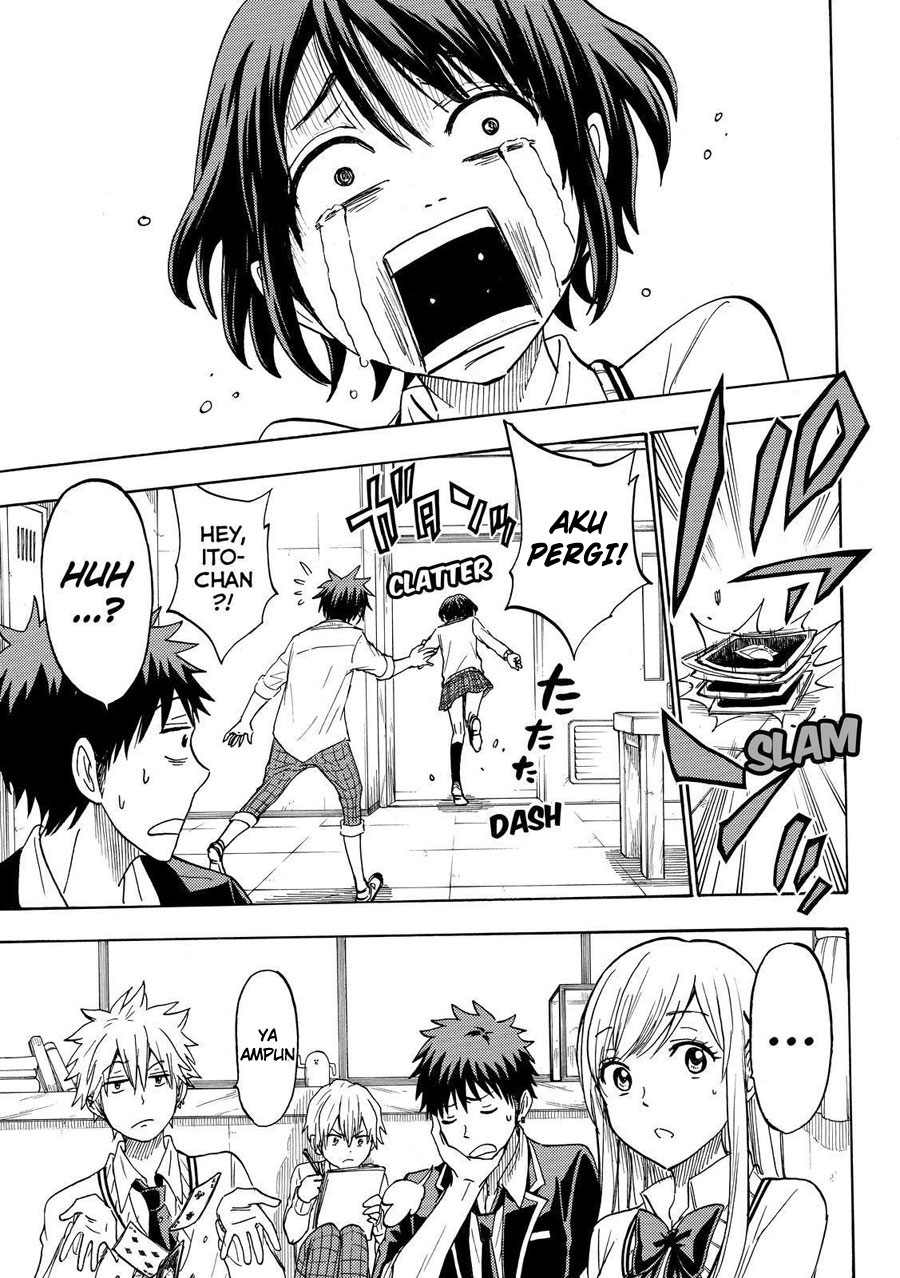 SLAM
AKU
PERGI!
ガタンッ
CLATTER
HEY,
ITO-
CHAN
?!
たたた
DASH
HUH
...?
...
YA
AMPUN